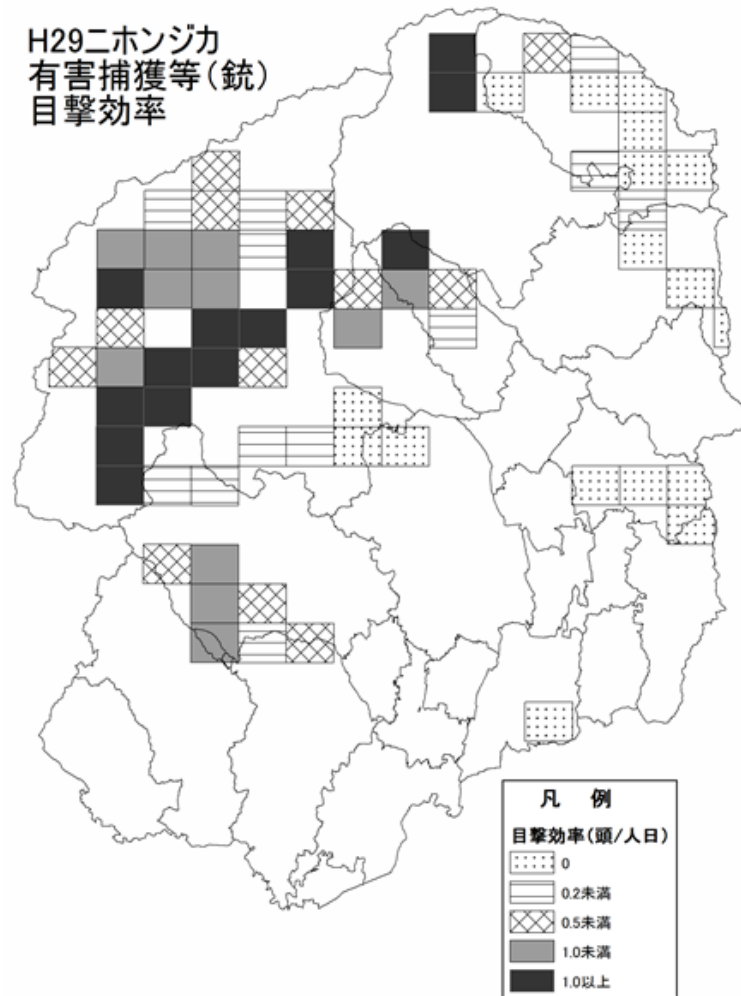 H29ニホンジカ
有害捕獲等(銃)
目撃効率
凡 例
目撃効率(頭/人日)
0
0.2未満
0.5未満
1.0未満
1.0以上